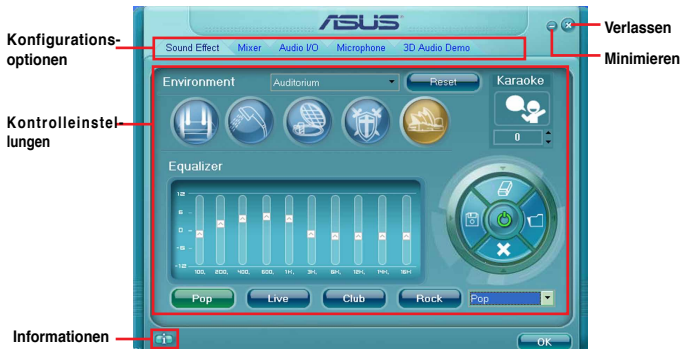 ASUS
Verlassen
Konfigurations-
optionen
Sound Effect Mixer Audio I/O Microphone 3D Audio Demo
Minimieren
Environment Auditorium Reset Karaoke
0
Kontrolleinstel-
lungen
Equalizer
12
6
0
-6
-12
100, 200, 400, 600, 1K, 3K, 6K, 12K, 14K, 16K
Pop Live Club Rock Pop
Informationen
i
OK